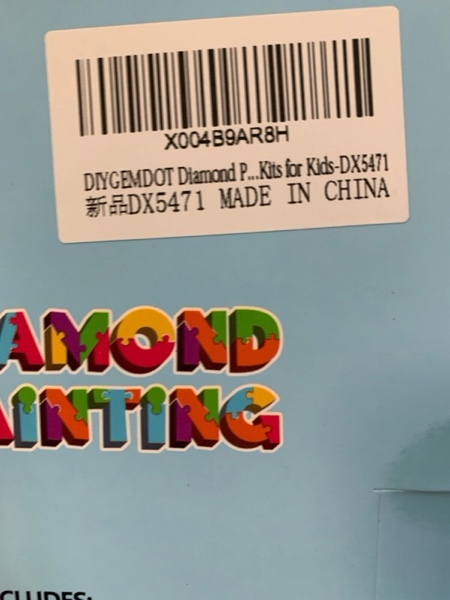 X004B9AR8H
DIYGEMDOT Diamond P...Kits for Kids-DX5471
新品DX5471 MADE IN CHINA
AMOND
AINTING
CLUDES: